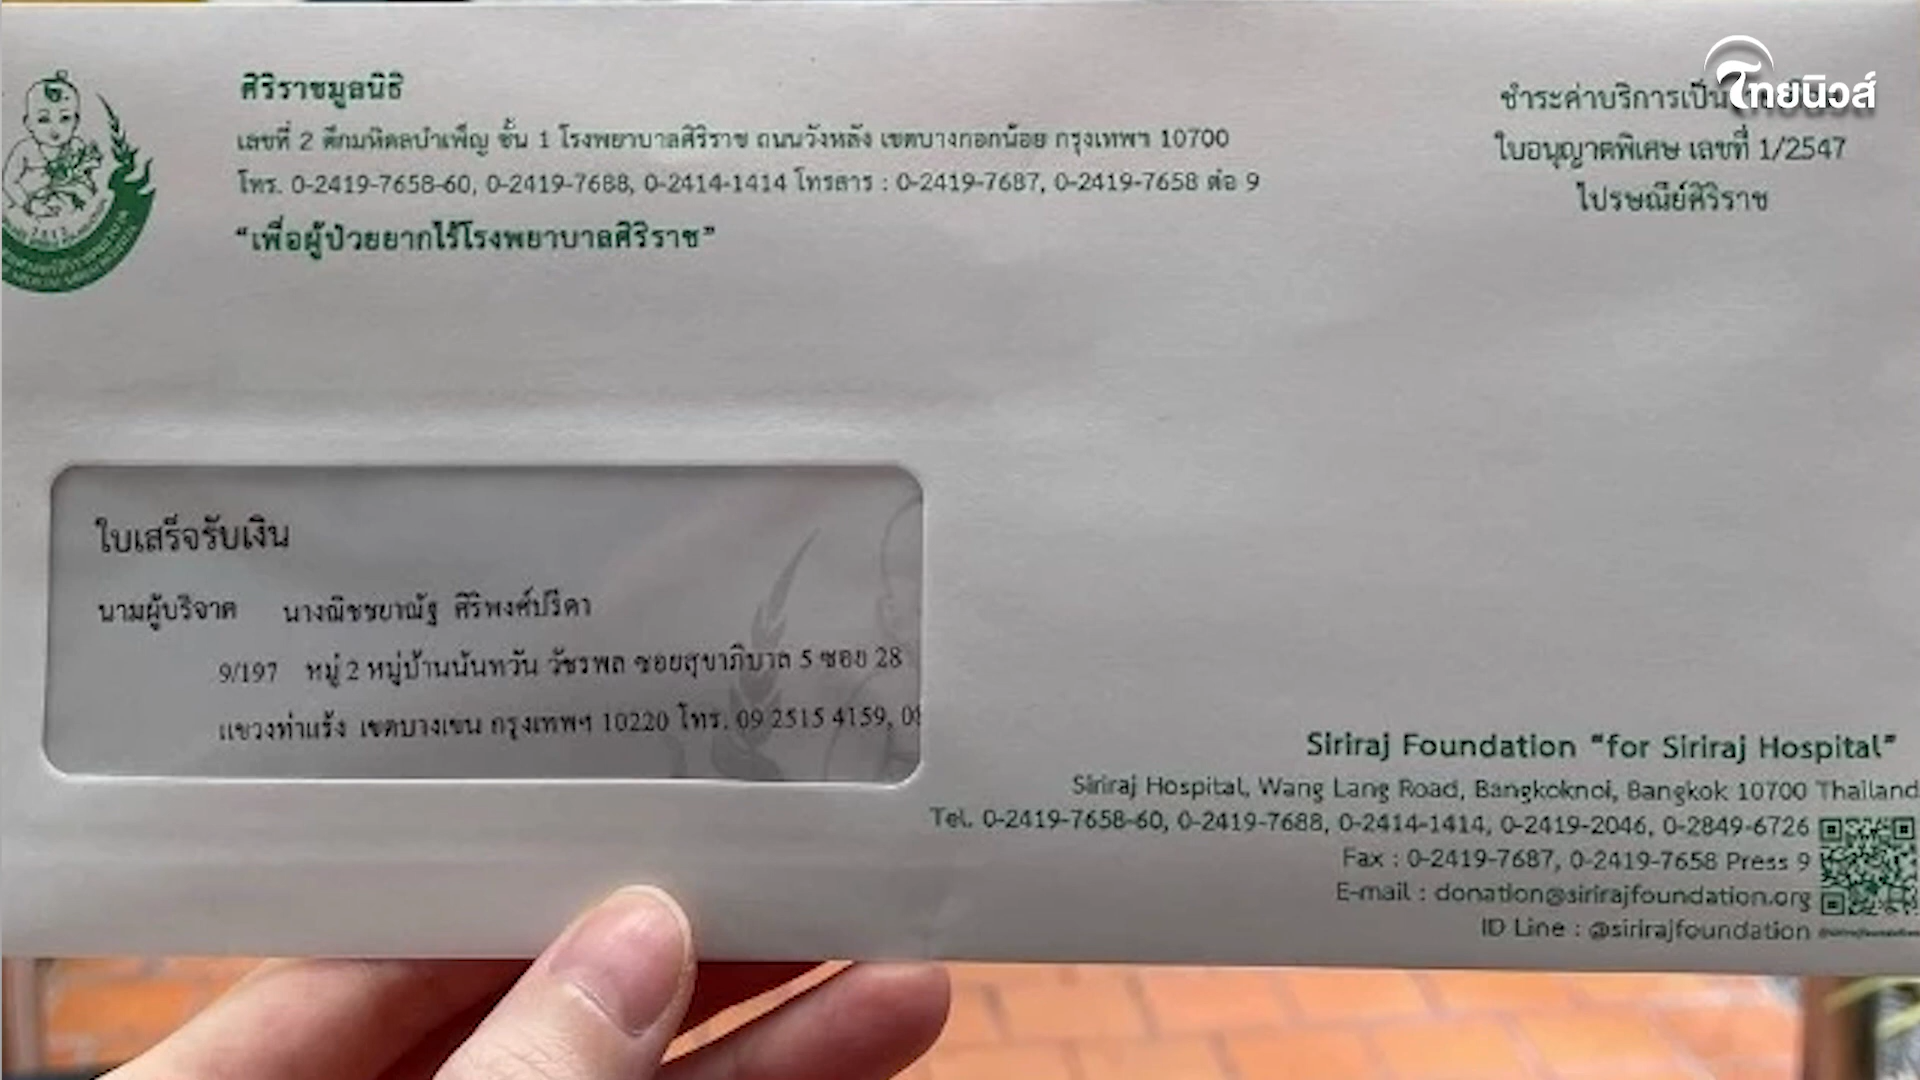 ศิริราชมูลนิธิ
เลขที่ 2 ตึกมหิดลบำเพ็ญ ชั้น 1 โรงพยาบาลศิริราช ถนนวังหลัง เขตบางกอกน้อย กรุงเทพฯ 10700
โทร. 0-2419-7658-60, 0-2419-7688, 0-2414-1414 โทรสาร : 0-2419-7687, 0-2419-7658 ต่อ 9
"เพื่อผู้ป่วยยากไร้โรงพยาบาลศิริราช"
ไทยนิวส์
ชำระค่าบริการเป็น
ใบอนุญาตพิเศษ เลขที่ 1/2547
ไปรษณีย์ศิริราช
ใบเสร็จรับเงิน
นามผู้บริจาค นางณิชชยาณัฐ ศิริพงศ์ปรีดา
9/197 หมู่ 2 หมู่บ้านนันทวัน วัชรพล ซอยสุขาภิบาล 5 ซอย 28
แขวงท่าแร้ง เขตบางเขน กรุงเทพฯ 10220 โทร. 09 2515 4159, 08
Siriraj Foundation "for Siriraj Hospital"
Siriraj Hospital, Wang Lang Road, Bangkoknoi, Bangkok 10700 Thailand
Tel. 0-2419-7658-60, 0-2419-7688, 0-2414-1414, 0-2419-2046, 0-2849-6726
Fax : 0-2419-7687, 0-2419-7658 Press 9
E-mail : donation@sirirajfoundation.org
ID Line : @sirirajfoundation